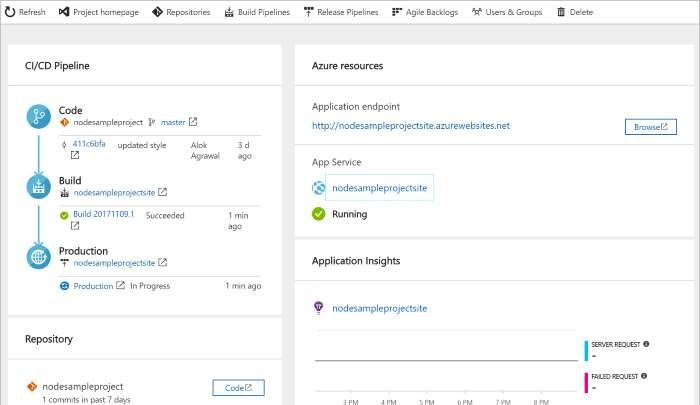 Refresh Project homepage Repositories Build Pipelines Release Pipelines Agile Backlogs Users & Groups Delete
CI/CD Pipeline
Code
nodesampleproject master
411c6bfa updated style Alok Agrawal 3 d ago
Build
nodesampleprojectsite
Build 20171109.1 Succeeded 1 min ago
Production
nodesampleprojectsite
Production In Progress 1 min ago
Repository
nodesampleproject Code
1 commits in past 7 days
Azure resources
Application endpoint
http://nodesampleprojectsite.azurewebsites.net Browse
App Service
nodesampleprojectsite
Running
Application Insights
nodesampleprojectsite
SERVER REQUEST
--
FAILED REQUEST
--
3 PM 4 PM 5 PM 6 PM 7 PM 8 PM